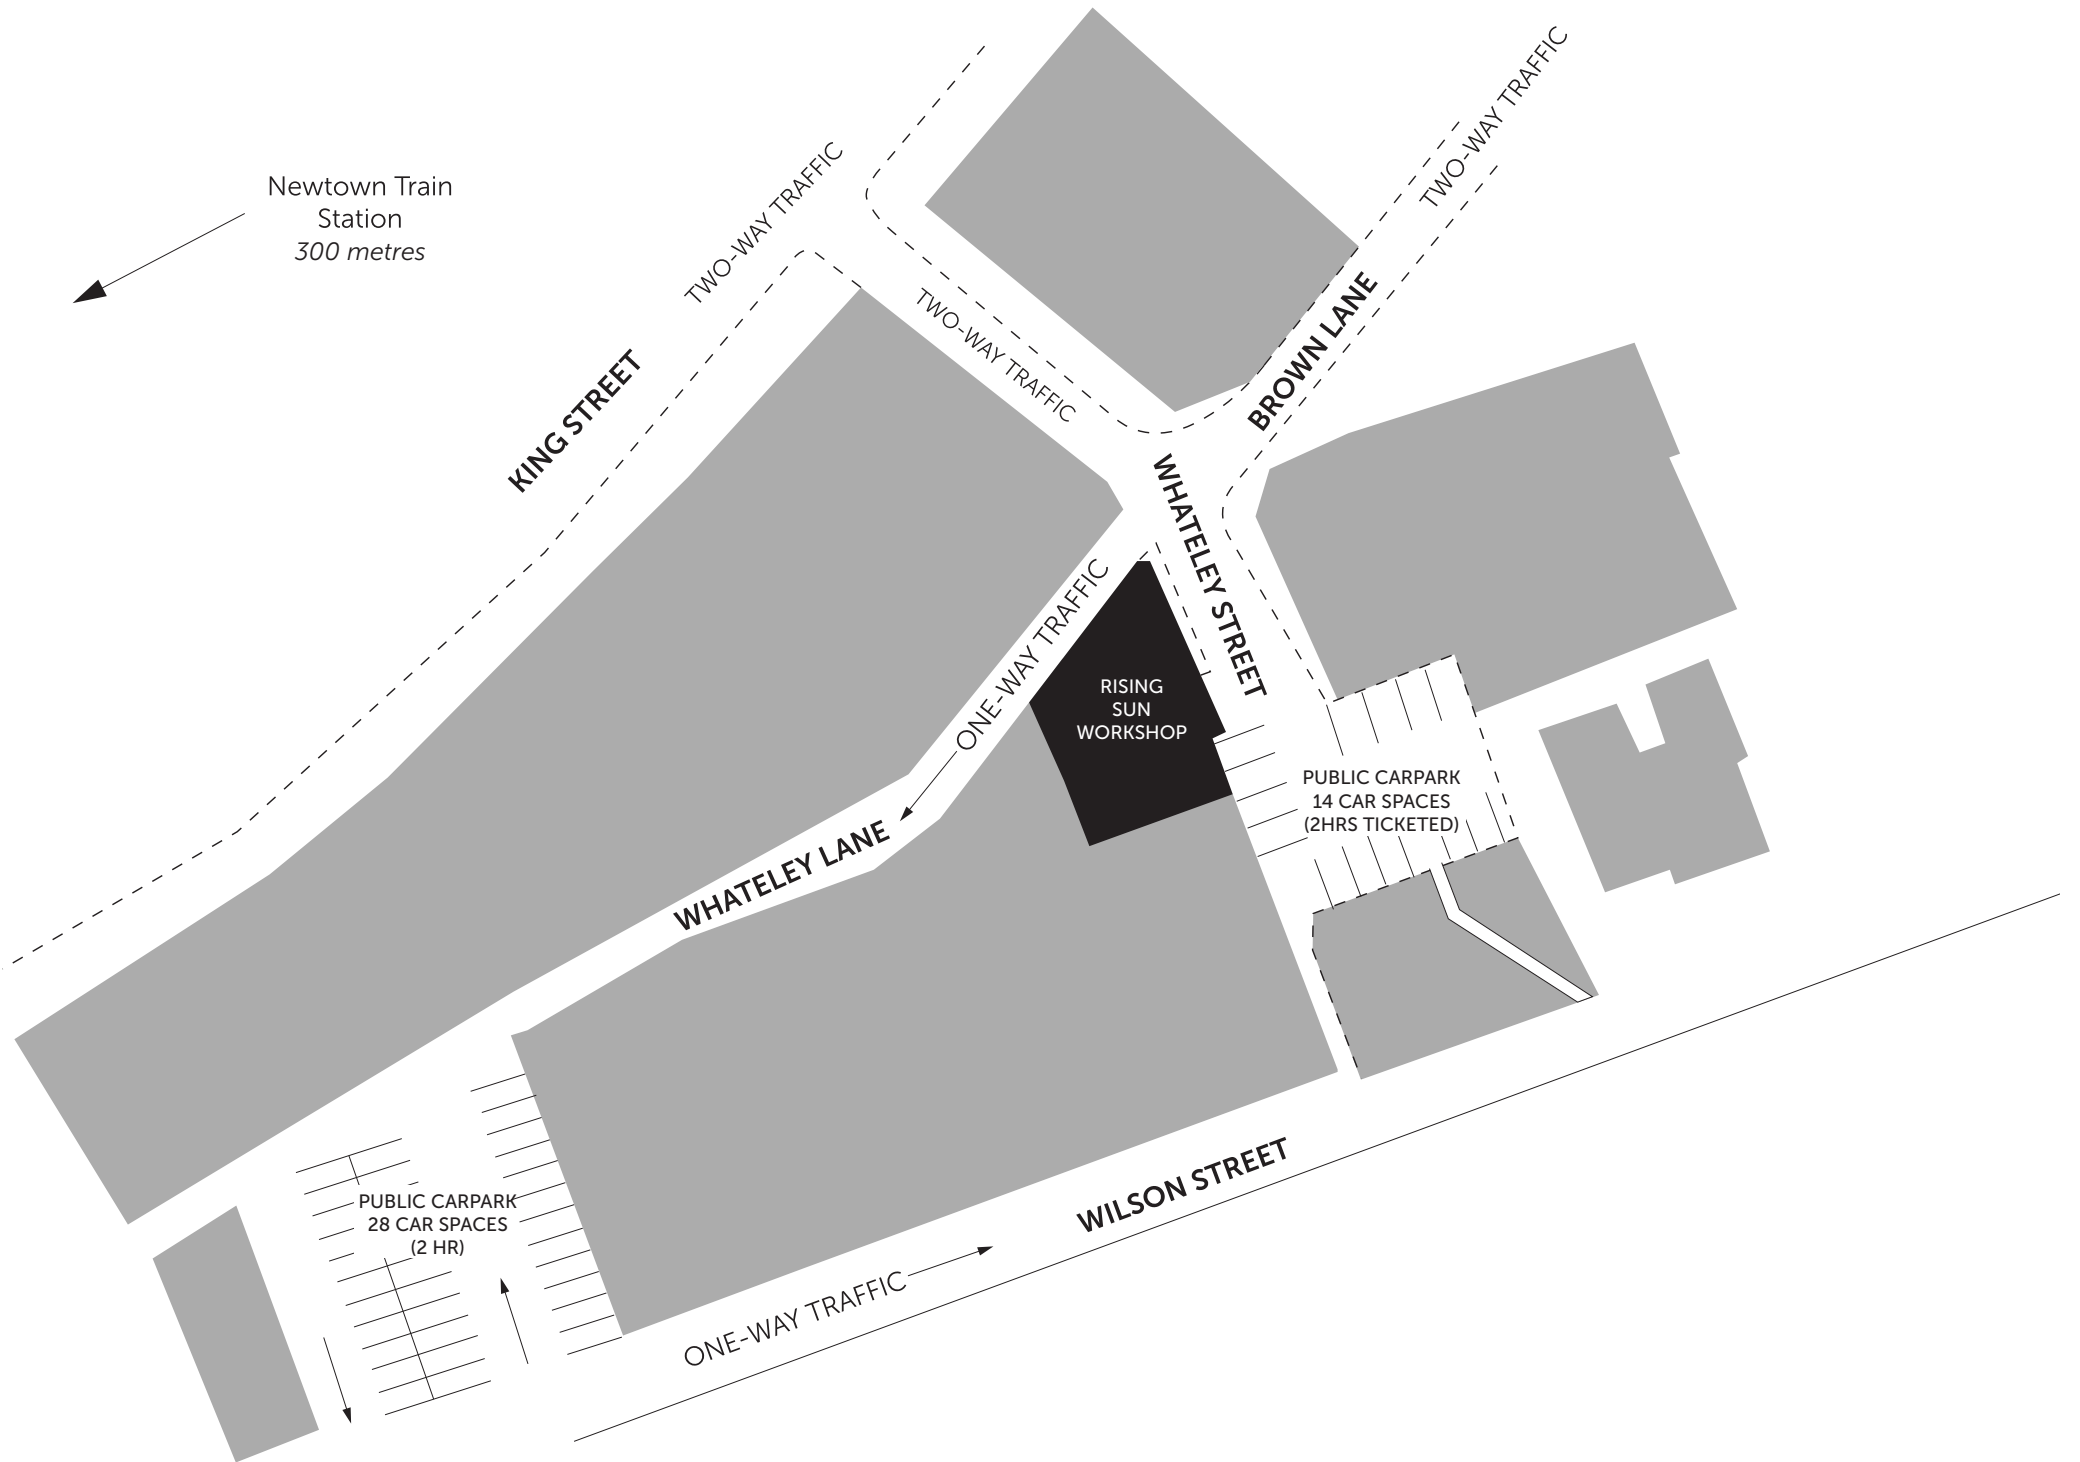 Newtown Train
Station
300 metres
TWO-WAY TRAFFIC
TWO-WAY TRAFFIC
TWO-WAY TRAFFIC
KING STREET
BROWN LANE
WHATELEY STREET
ONE-WAY TRAFFIC
RISING
SUN
WORKSHOP
PUBLIC CARPARK
14 CAR SPACES
(2HRS TICKETED)
WHATELEY LANE
PUBLIC CARPARK
28 CAR SPACES
(2 HR)
WILSON STREET
ONE-WAY TRAFFIC